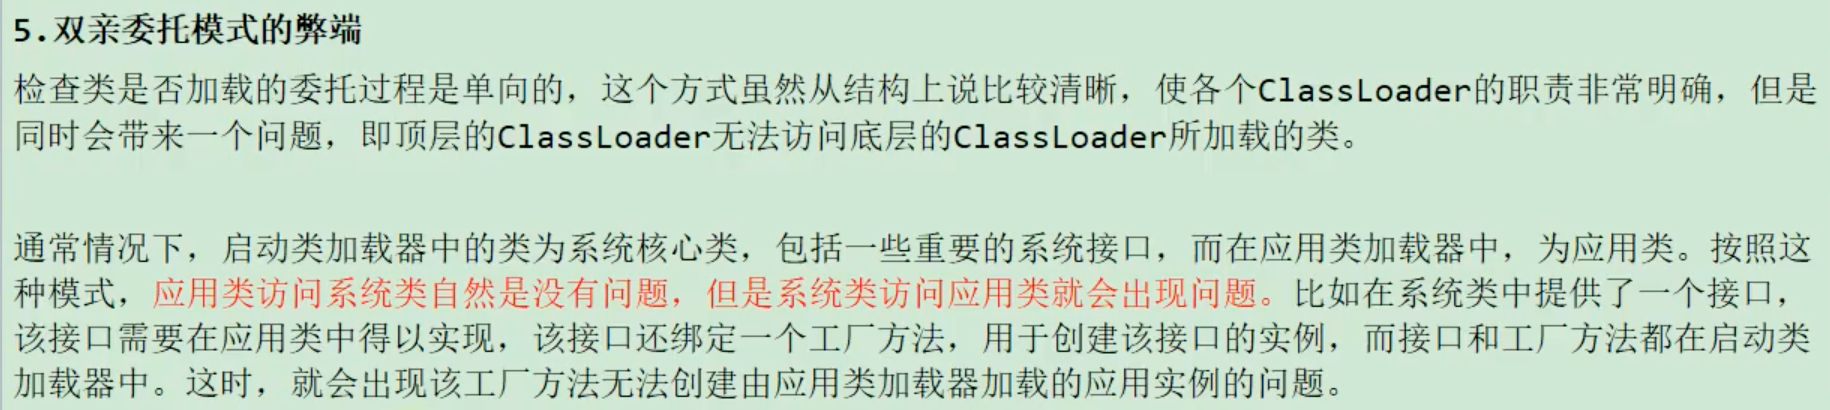 5.双亲委托模式的弊端
检查类是否加载的委托过程是单向的，这个方式虽然从结构上说比较清晰，使各个ClassLoader的职责非常明确，但是
同时会带来一个问题，即顶层的ClassLoader无法访问底层的ClassLoader所加载的类。
通常情况下，启动类加载器中的类为系统核心类，包括一些重要的系统接口，而在应用类加载器中，为应用类。按照这
种模式，应用类访问系统类自然是没有问题，但是系统类访问应用类就会出现问题。比如在系统类中提供了一个接口，
该接口需要在应用类中得以实现，该接口还绑定一个工厂方法，用于创建该接口的实例，而接口和工厂方法都在启动类
加载器中。这时，就会出现该工厂方法无法创建由应用类加载器加载的应用实例的问题。